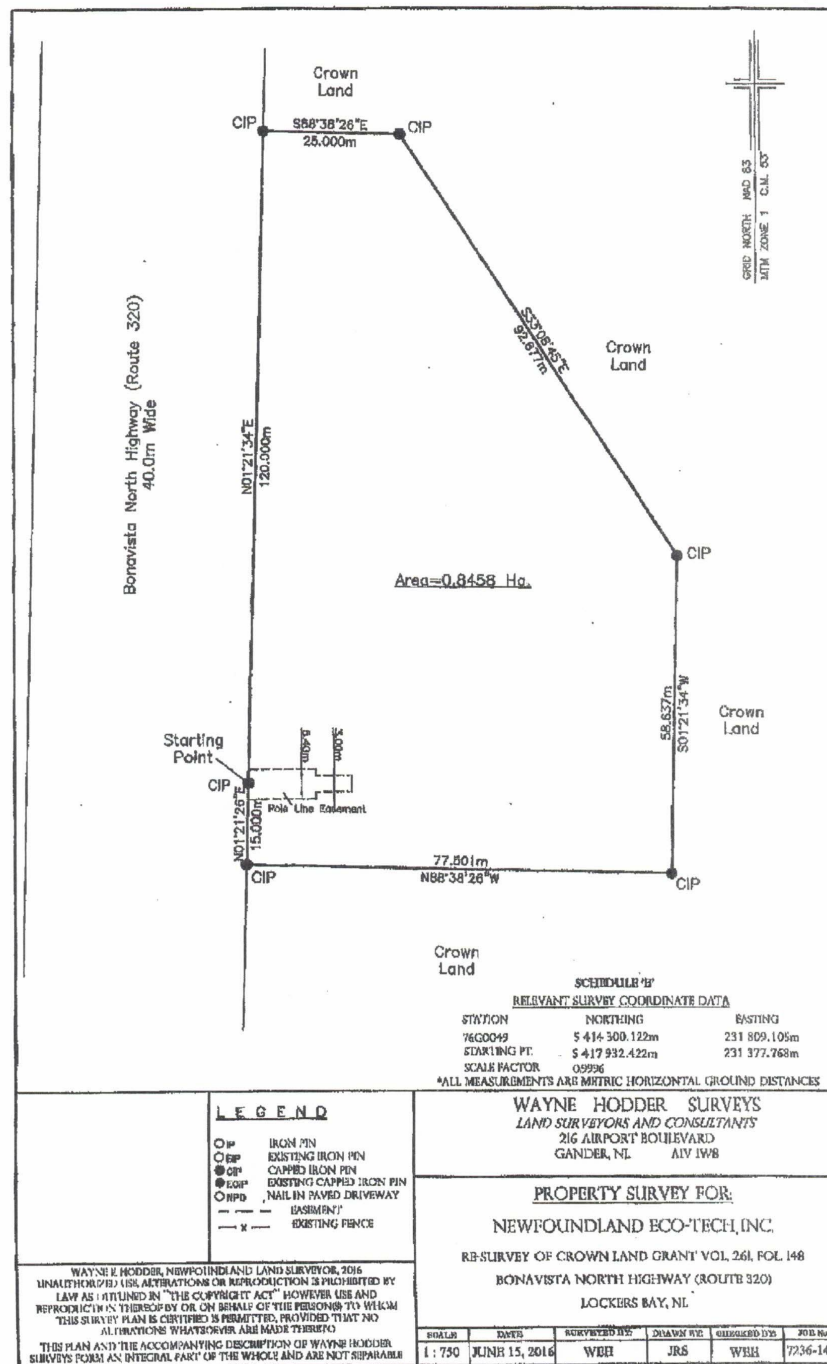 Crown
Land
CIP
S88°38'26"E
25.000m
CIP
GRID NORTH NAD 83
MTM ZONE 1 C.M. 53
Bonavista North Highway (Route 320)
40.0m Wide
N01°21'34"E
120.000m
S33°08'45"E
92.677m
Crown
Land
CIP
Area=0.8458 Ha.
58.637m
S01°21'34"W
Crown
Land
Starting
Point
CIP
3.00m
Pole Line Easement
N01°21'26"E
15.000m
CIP
77.501m
N88°38'26"W
CIP
Crown
Land
SCHEDULE 'B'
RELEVANT SURVEY COORDINATE DATA
STATION NORTHING EASTING
76G0049 5 414 300.122m 231 809.105m
STARTING PT. 5 417 932.422m 231 377.768m
SCALE FACTOR 0.9996
*ALL MEASUREMENTS ARE METRIC HORIZONTAL GROUND DISTANCES
LEGEND
IP IRON PIN
EIP EXISTING IRON PIN
CIP CAPPED IRON PIN
ECIP EXISTING CAPPED IRON PIN
NPD NAIL IN PAVED DRIVEWAY
EASEMENT
x EXISTING FENCE
WAYNE HODDER SURVEYS
LAND SURVEYORS AND CONSULTANTS
216 AIRPORT BOULEVARD
GANDER, NL A1V 1W8
PROPERTY SURVEY FOR:
NEWFOUNDLAND ECO-TECH, INC.
RE-SURVEY OF CROWN LAND GRANT VOL. 261, FOL. 148
BONAVISTA NORTH HIGHWAY (ROUTE 320)
LOCKERS BAY, NL
WAYNE E HODDER, NEWFOUNDLAND LAND SURVEYOR, 2016
UNAUTHORIZED USE, ALTERATIONS OR REPRODUCTION IS PROHIBITED BY
LAW AS OUTLINED IN "THE COPYRIGHT ACT" HOWEVER USE AND
REPRODUCTION THEREOF BY OR ON BEHALF OF THE PERSON(S) TO WHOM
THIS SURVEY PLAN IS CERTIFIED IS PERMITTED, PROVIDED THAT NO
ALTERATIONS WHATSOEVER ARE MADE THERETO
THIS PLAN AND THE ACCOMPANYING DESCRIPTION OF WAYNE HODDER
SURVEYS FORM AN INTEGRAL PART OF THE WHOLE AND ARE NOT SEPARABLE
SCALE DATE SURVEYED BY: DRAWN BY: CHECKED BY: JOB No
1 : 750 JUNE 15, 2016 WEH JRS WEH 7236-14